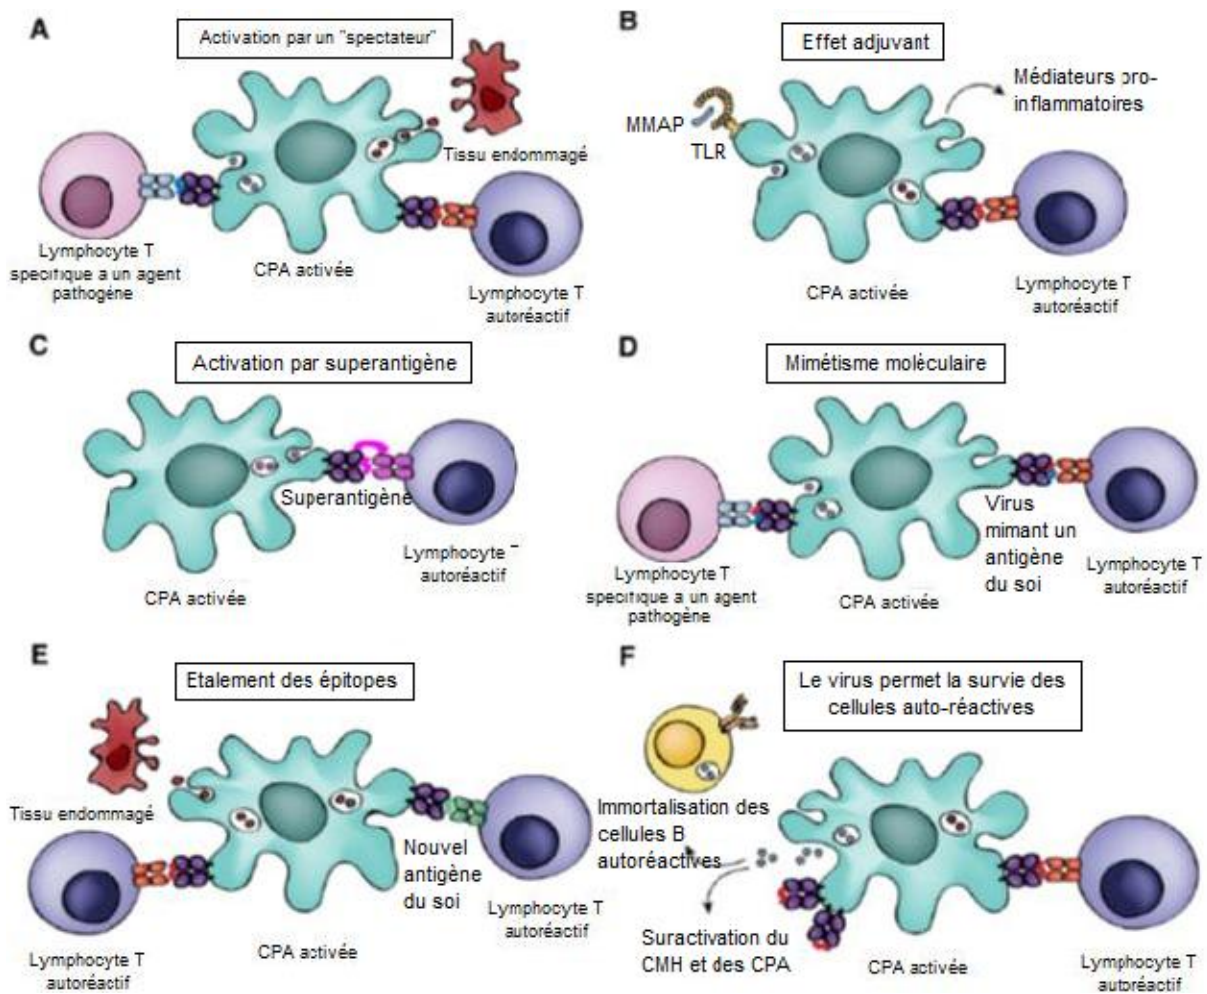 A
Activation par un "spectateur"
Tissu endommagé
Lymphocyte T
specifique a un agent
pathogène
CPA activée
Lymphocyte T
autoréactif
B
Effet adjuvant
MMAP
TLR
Médiateurs pro-
inflammatoires
CPA activée
Lymphocyte T
autoréactif
C
Activation par superantigène
Superantigène
CPA activée
Lymphocyte T
autoréactif
D
Mimétisme moléculaire
Lymphocyte T
specifique a un agent
pathogène
CPA activée
Virus
mimant un
antigène
du soi
Lymphocyte T
autoréactif
E
Etalement des épitopes
Tissu endommagé
Lymphocyte T
autoréactif
CPA activée
Nouvel
antigène
du soi
Lymphocyte T
autoréactif
F
Le virus permet la survie des
cellules auto-réactives
Immortalisation des
cellules B
autoréactives
Suractivation du
CMH et des CPA
CPA activée
Lymphocyte T
autoréactif